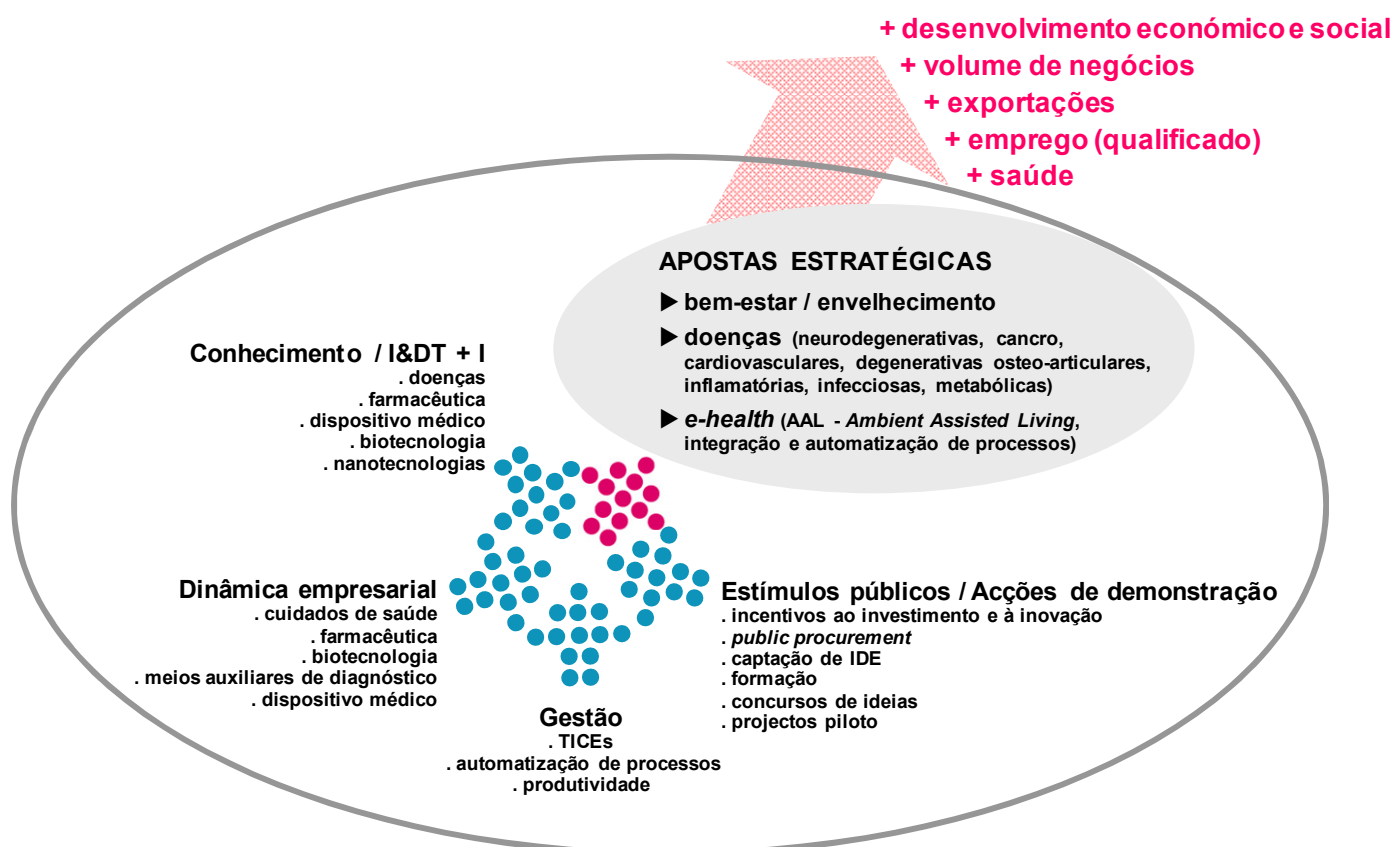 + desenvolvimento económico e social
+ volume de negócios
+ exportações
+ emprego (qualificado)
+ saúde
APOSTAS ESTRATÉGICAS
▶ bem-estar / envelhecimento
▶ doenças (neurodegenerativas, cancro,
cardiovasculares, degenerativas osteo-articulares,
inflamatórias, infecciosas, metabólicas)
▶ e-health (AAL - Ambient Assisted Living,
integração e automatização de processos)
Conhecimento / I&DT + I
. doenças
. farmacêutica
. dispositivo médico
. biotecnologia
. nanotecnologias
Dinâmica empresarial
. cuidados de saúde
. farmacêutica
. biotecnologia
. meios auxiliares de diagnóstico
. dispositivo médico
Estímulos públicos / Acções de demonstração
. incentivos ao investimento e à inovação
. public procurement
. captação de IDE
. formação
. concursos de ideias
. projectos piloto
Gestão
. TICEs
. automatização de processos
. produtividade